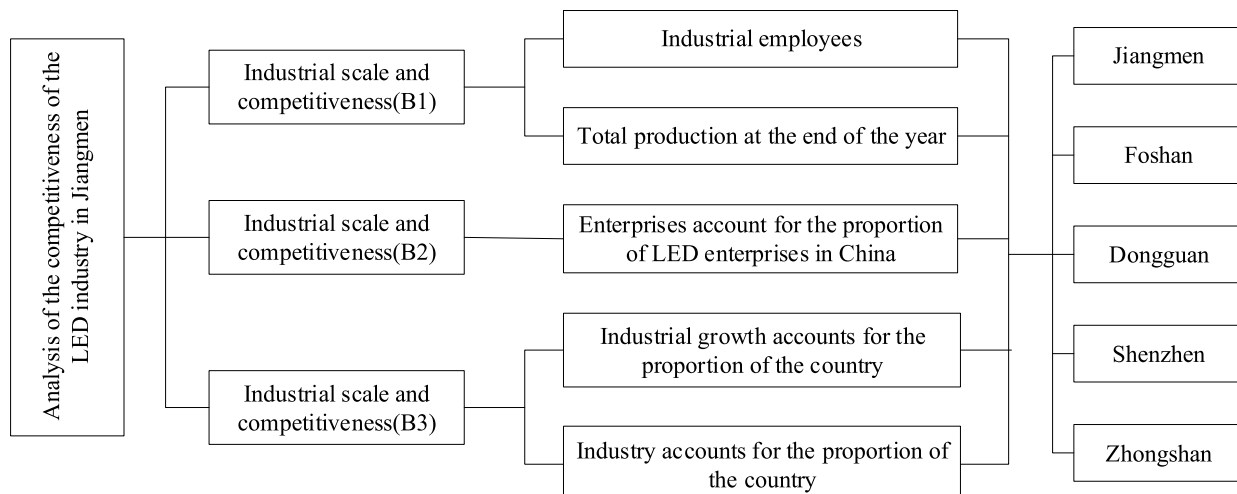 Analysis of the competitiveness of the
LED industry in Jiangmen
Industrial scale and
competitiveness(B1)
Industrial scale and
competitiveness(B2)
Industrial scale and
competitiveness(B3)
Industrial employees
Total production at the end of the year
Enterprises account for the proportion
of LED enterprises in China
Industrial growth accounts for the
proportion of the country
Industry accounts for the proportion of
the country
Jiangmen
Foshan
Dongguan
Shenzhen
Zhongshan